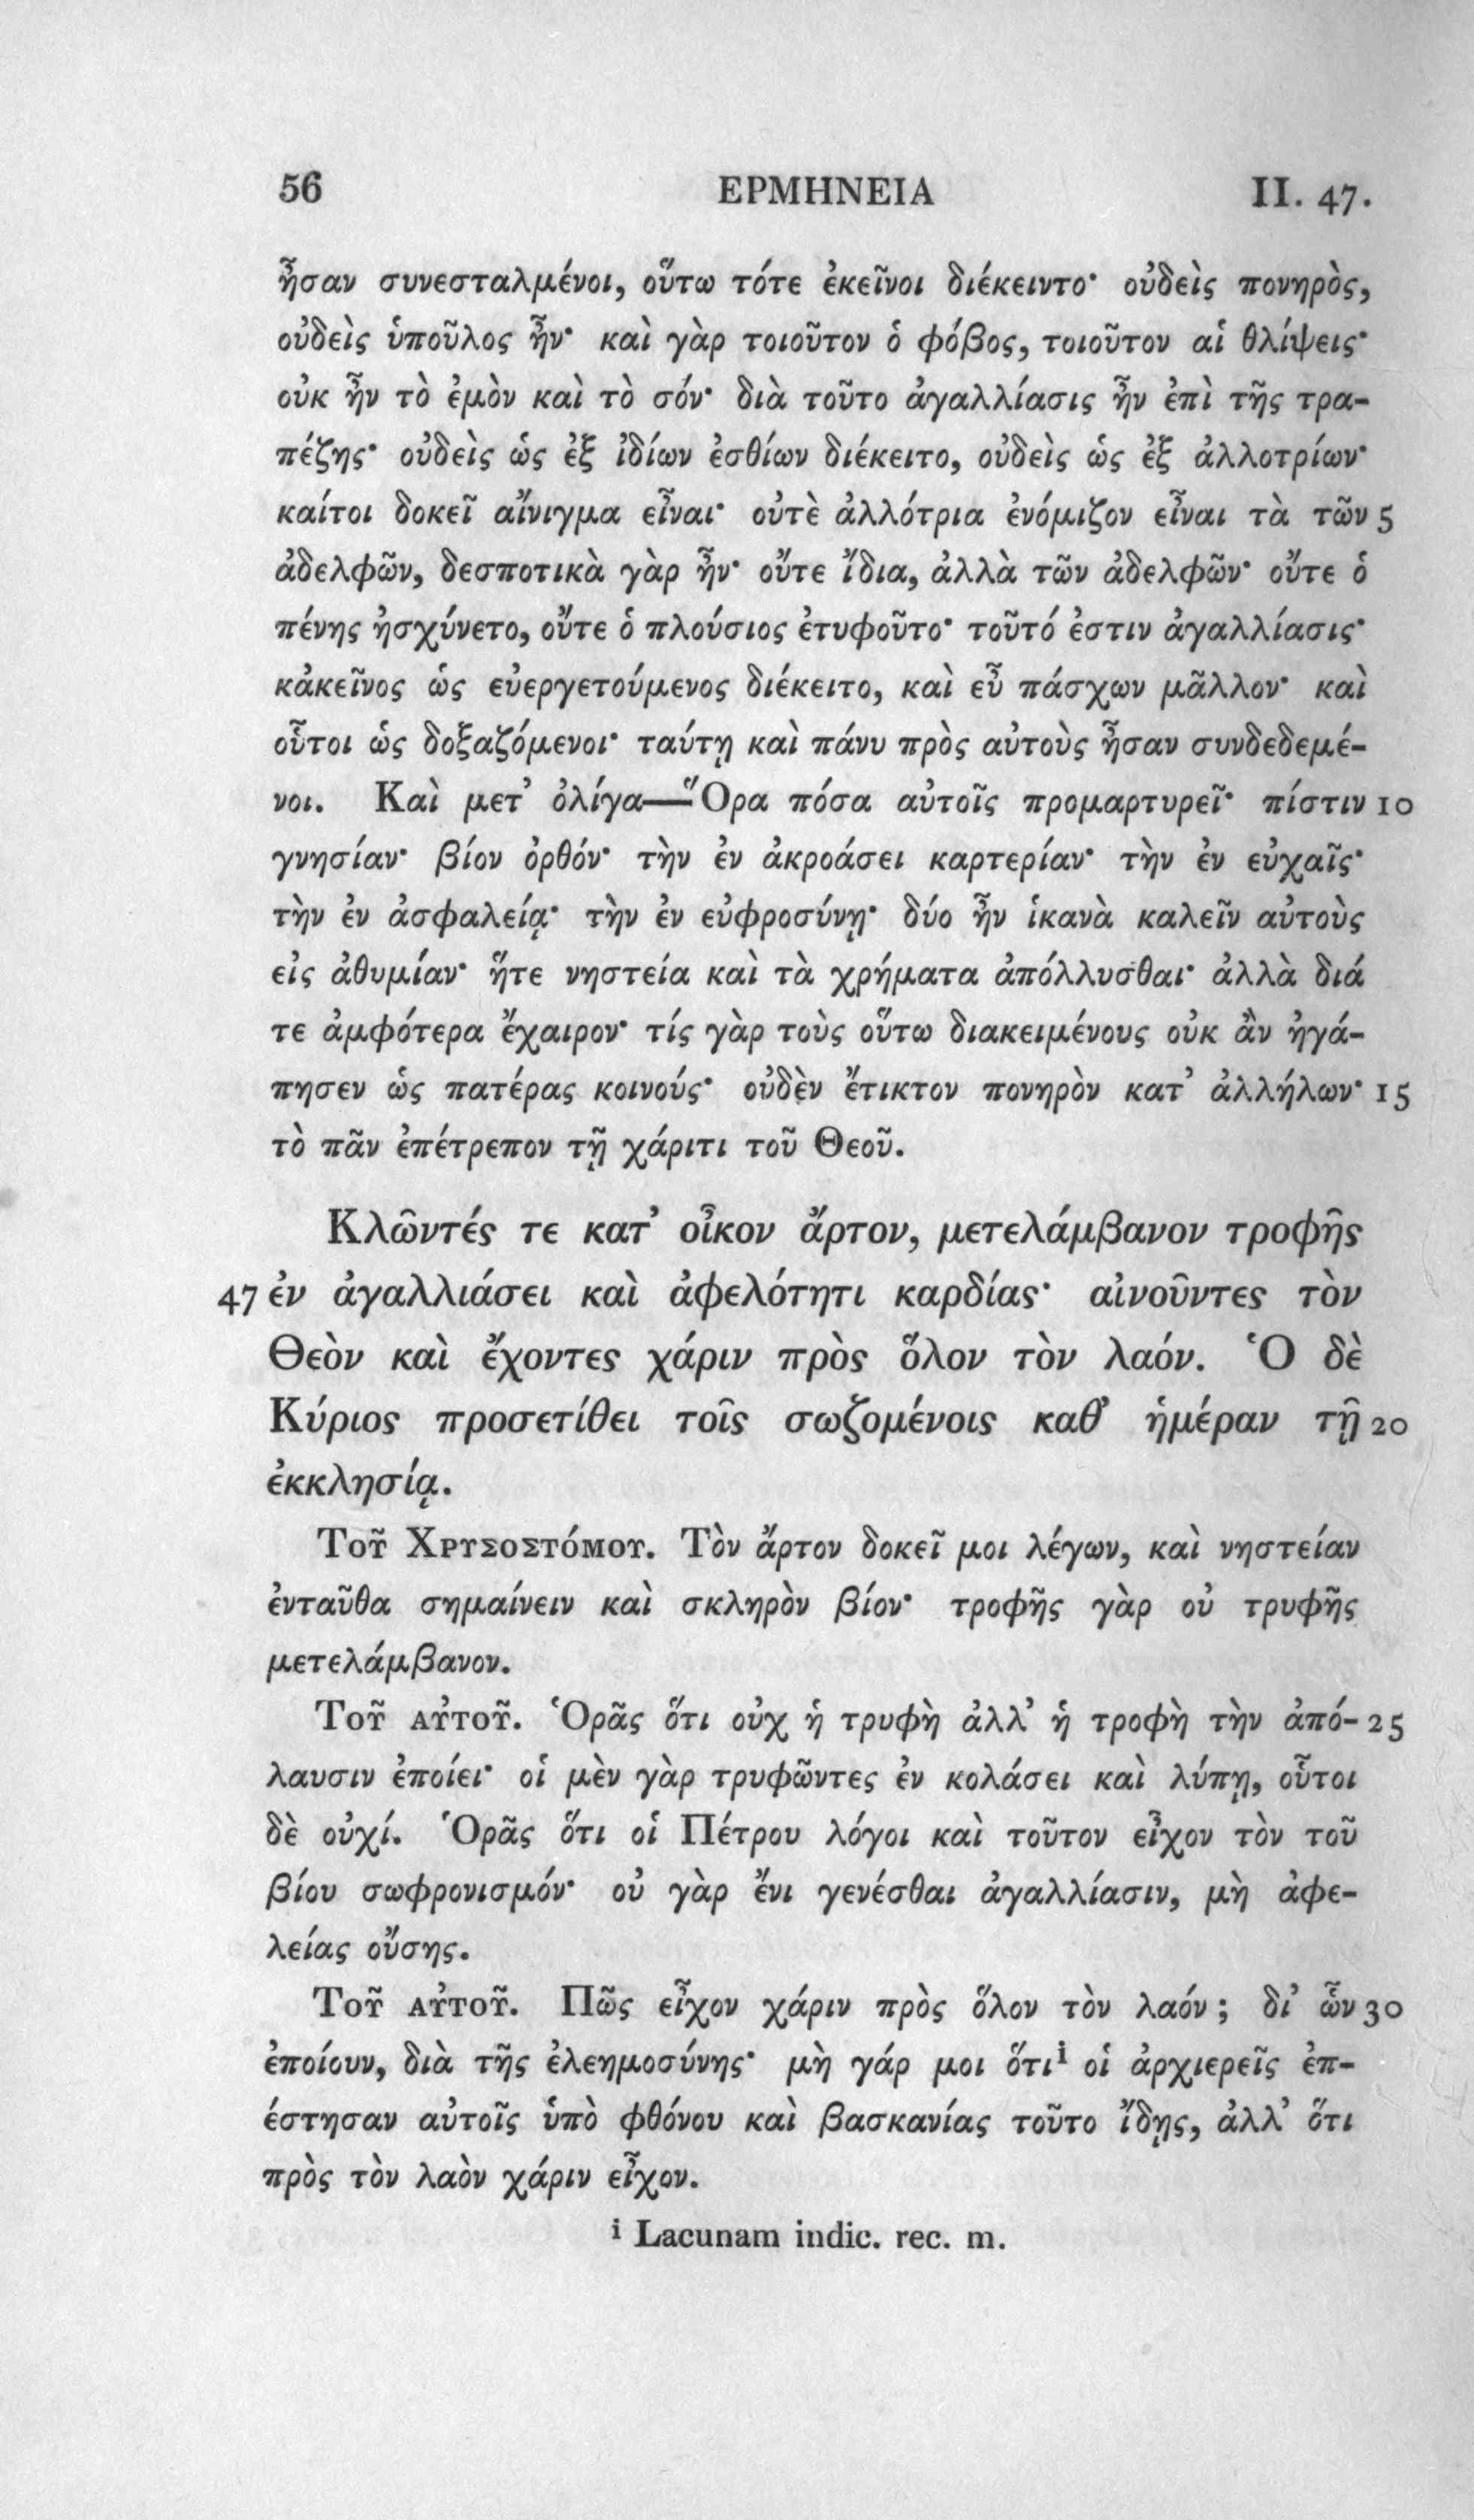 56 ΕΡΜΗΝΕΙΑ II. 47.
ἦσαν συνεσταλμένοι, οὕτω τότε ἐκεῖνοι διέκειντο· οὐδεὶς πονηρὸς,
οὐδεὶς ὑποῦλος ἦν· καὶ γὰρ τοιοῦτον ὁ φόβος, τοιοῦτον αἱ θλίψεις·
οὐκ ἦν τὸ ἐμὸν καὶ τὸ σόν· διὰ τοῦτο ἀγαλλίασις ἦν ἐπὶ τῆς τρα-
πέζης· οὐδεὶς ὡς ἐξ ἰδίων ἐσθίων διέκειτο, οὐδεὶς ὡς ἐξ ἀλλοτρίων·
καίτοι δοκεῖ αἴνιγμα εἶναι· οὐτὲ ἀλλότρια ἐνόμιζον εἶναι τὰ τῶν 5
ἀδελφῶν, δεσποτικὰ γὰρ ἦν· οὔτε ἴδια, ἀλλὰ τῶν ἀδελφῶν· οὔτε ὁ
πένης ἠσχύνετο, οὔτε ὁ πλούσιος ἐτυφοῦτο· τοῦτό ἐστιν ἀγαλλίασις·
κἀκεῖνος ὡς εὐεργετούμενος διέκειτο, καὶ εὖ πάσχων μᾶλλον· καὶ
οὗτοι ὡς δοξαζόμενοι· ταύτῃ καὶ πάνυ πρὸς αὐτοὺς ἦσαν συνδεδεμέ-
νοι. Καὶ μετ’ ὀλίγα—Ὅρα πόσα αὐτοῖς προμαρτυρεῖ· πίστιν 10
γνησίαν· βίον ὀρθόν· τὴν ἐν ἀκροάσει καρτερίαν· τὴν ἐν εὐχαῖς·
τὴν ἐν ἀσφαλείᾳ· τὴν ἐν εὐφροσύνῃ· δύο ἦν ἱκανὰ καλεῖν αὐτοὺς
εἰς ἀθυμίαν· ἥτε νηστεία καὶ τὰ χρήματα ἀπόλλυσθαι· ἀλλὰ διά
τε ἀμφότερα ἔχαιρον· τίς γὰρ τοὺς οὕτω διακειμένους οὐκ ἂν ἠγά-
πησεν ὡς πατέρας κοινούς· οὐδὲν ἔτικτον πονηρὸν κατ’ ἀλλήλων· 15
τὸ πᾶν ἐπέτρεπον τῇ χάριτι τοῦ Θεοῦ.
Κλῶντές τε κατ’ οἶκον ἄρτον, μετελάμβανον τροφῆς
47 ἐν ἀγαλλιάσει καὶ ἀφελότητι καρδίας· αἰνοῦντες τὸν
Θεὸν καὶ ἔχοντες χάριν πρὸς ὅλον τὸν λαόν. Ὁ δὲ
Κύριος προσετίθει τοῖς σωζομένοις καθ’ ἡμέραν τῇ 20
ἐκκλησίᾳ.
Τοῦ Χρυσοστόμου. Τὸν ἄρτον δοκεῖ μοι λέγων, καὶ νηστείαν
ἐνταῦθα σημαίνειν καὶ σκληρὸν βίον· τροφῆς γὰρ οὐ τρυφῆς
μετελάμβανον.
Τοῦ αὐτοῦ. Ὁρᾶς ὅτι οὐχ ἡ τρυφὴ ἀλλ’ ἡ τροφὴ τὴν ἀπό- 25
λαυσιν ἐποίει· οἱ μὲν γὰρ τρυφῶντες ἐν κολάσει καὶ λύπῃ, οὗτοι
δὲ οὐχί. Ὁρᾶς ὅτι οἱ Πέτρου λόγοι καὶ τοῦτον εἶχον τὸν τοῦ
βίου σωφρονισμόν· οὐ γὰρ ἔνι γενέσθαι ἀγαλλίασιν, μὴ ἀφε-
λείας οὔσης.
Τοῦ αὐτοῦ. Πῶς εἶχον χάριν πρὸς ὅλον τὸν λαόν ; δι’ ὧν 30
ἐποίουν, διὰ τῆς ἐλεημοσύνης· μὴ γάρ μοι ὅτι i οἱ ἀρχιερεῖς ἐπ-
έστησαν αὐτοῖς ὑπὸ φθόνου καὶ βασκανίας τοῦτο ἴδῃς, ἀλλ’ ὅτι
πρὸς τὸν λαὸν χάριν εἶχον.
i Lacunam indic. rec. m.